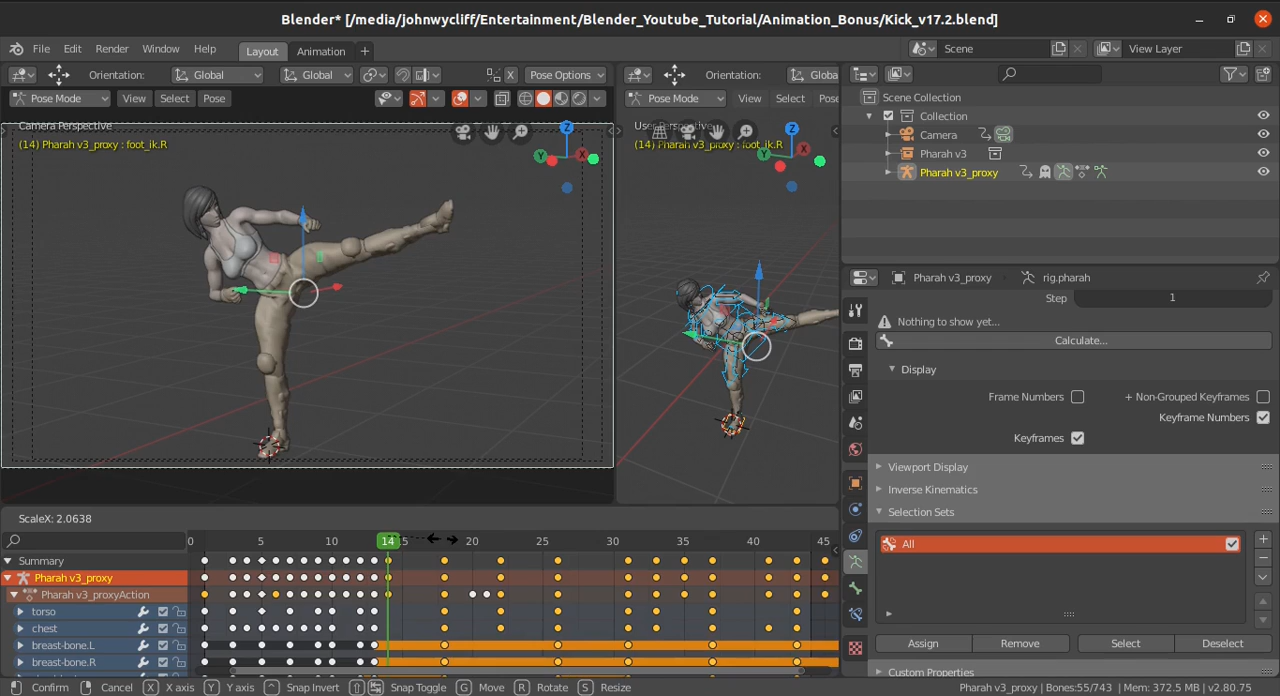 Blender* [/media/johnwycliff/Entertainment/Blender_Youtube_Tutorial/Animation_Bonus/Kick_v17.2.blend]
File Edit Render Window Help Layout Animation + Scene View Layer
Orientation: Global Global X Pose Options Orientation: Globa
Pose Mode View Select Pose Pose Mode View Select Pose
Scene Collection
Collection
Camera
Pharah v3
Pharah v3_proxy
Camera Perspective
(14) Pharah v3_proxy : foot_ik.R
Z
Y
X
User Perspective
(14) Pharah v3_proxy : foot_ik.R
Z
Y
X
Pharah v3_proxy rig.pharah
Step 1
Nothing to show yet...
Calculate...
Display
Frame Numbers + Non-Grouped Keyframes
Keyframe Numbers
Keyframes
Viewport Display
Inverse Kinematics
Selection Sets
All
Assign Remove Select Deselect
Custom Properties
ScaleX: 2.0638
0 5 10 14 15 20 25 30 35 40 45
Summary
Pharah v3_proxy
Pharah v3_proxyAction
torso
chest
breast-bone.L
breast-bone.R
Confirm Cancel X X axis Y Y axis Snap Invert Snap Toggle G Move R Rotate S Resize Pharah v3_proxy | Bones:55/743 | Mem: 372.5 MB | v2.80.75